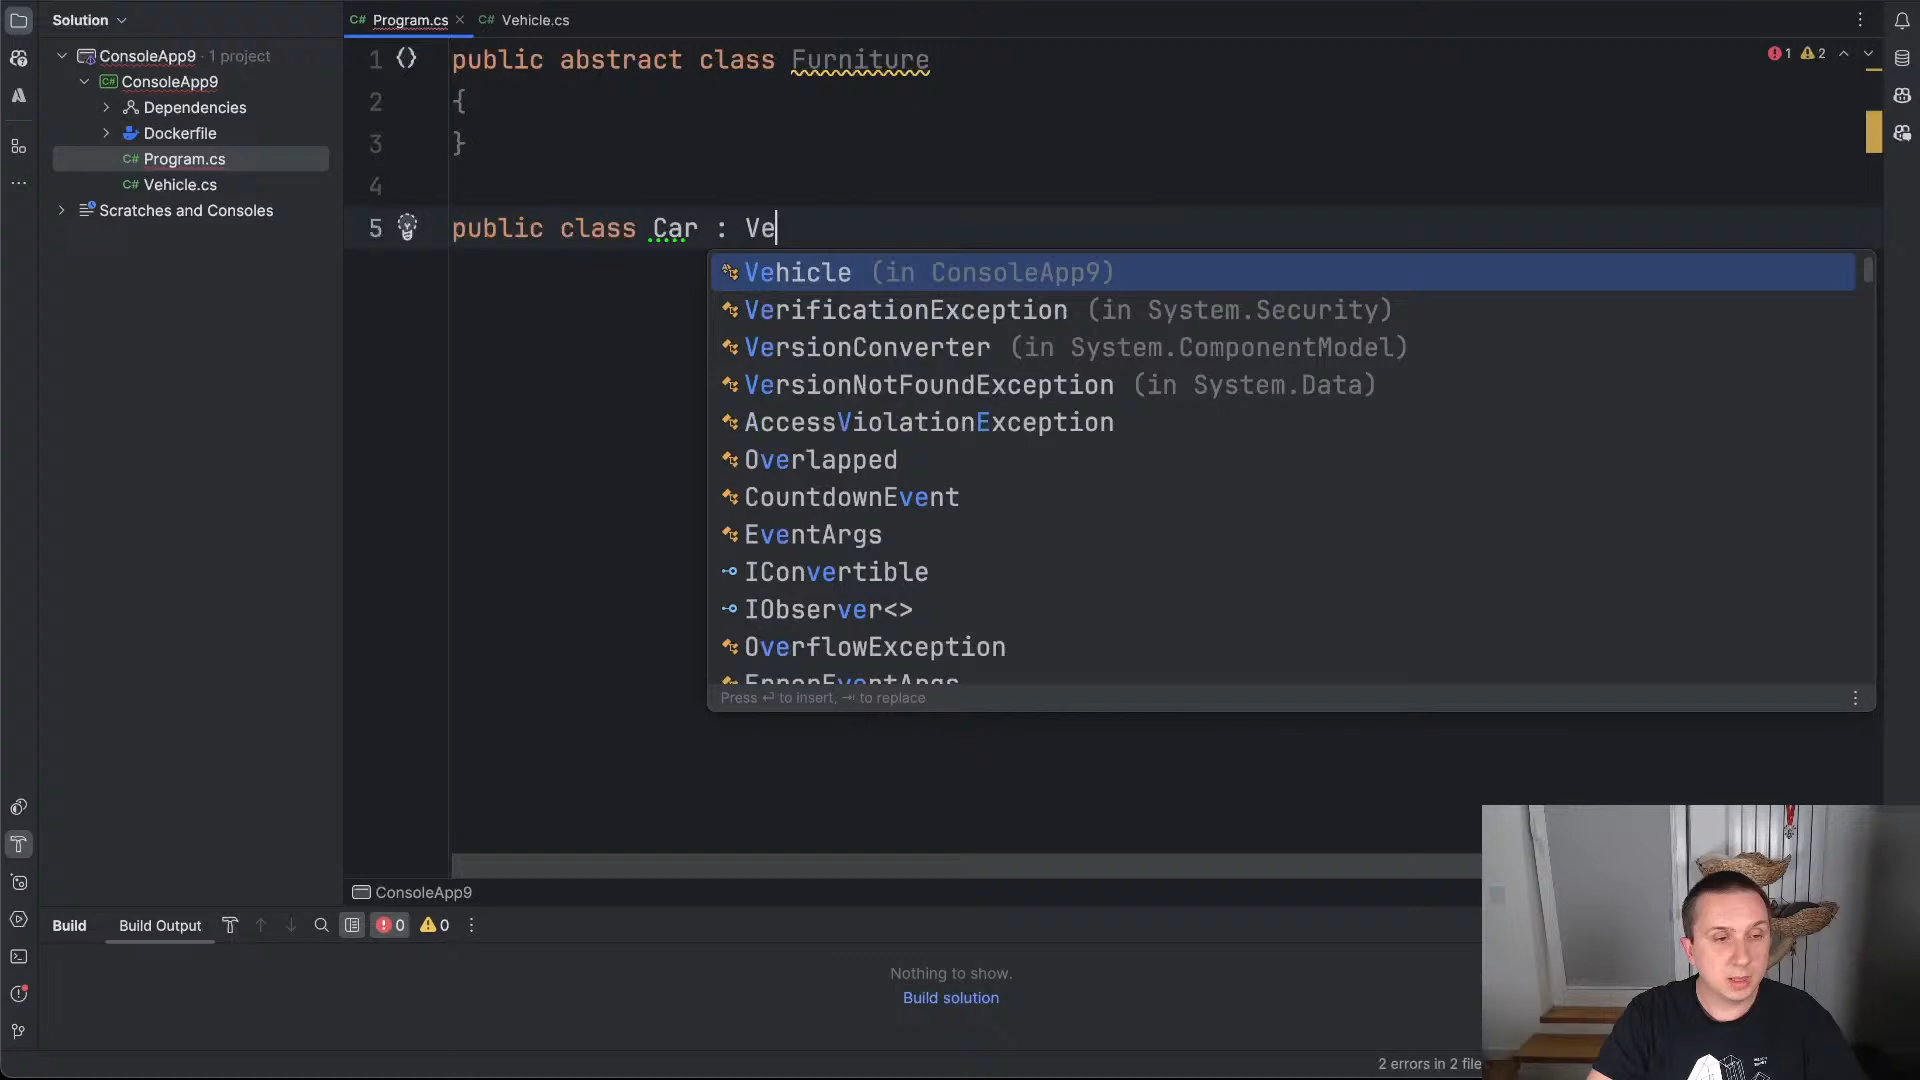 Solution
Program.cs
Vehicle.cs
ConsoleApp9 · 1 project
ConsoleApp9
Dependencies
Dockerfile
Program.cs
Vehicle.cs
Scratches and Consoles
1 public abstract class Furniture
2 {
3 }
4
5 public class Car : Ve
1 2
Vehicle (in ConsoleApp9)
VerificationException (in System.Security)
VersionConverter (in System.ComponentModel)
VersionNotFoundException (in System.Data)
AccessViolationException
Overlapped
CountdownEvent
EventArgs
IConvertible
IObserver<>
OverflowException
ErrorEventArgs
Press ↵ to insert, ⇥ to replace
ConsoleApp9
Build Build Output 0 0
Nothing to show.
Build solution
2 errors in 2 file